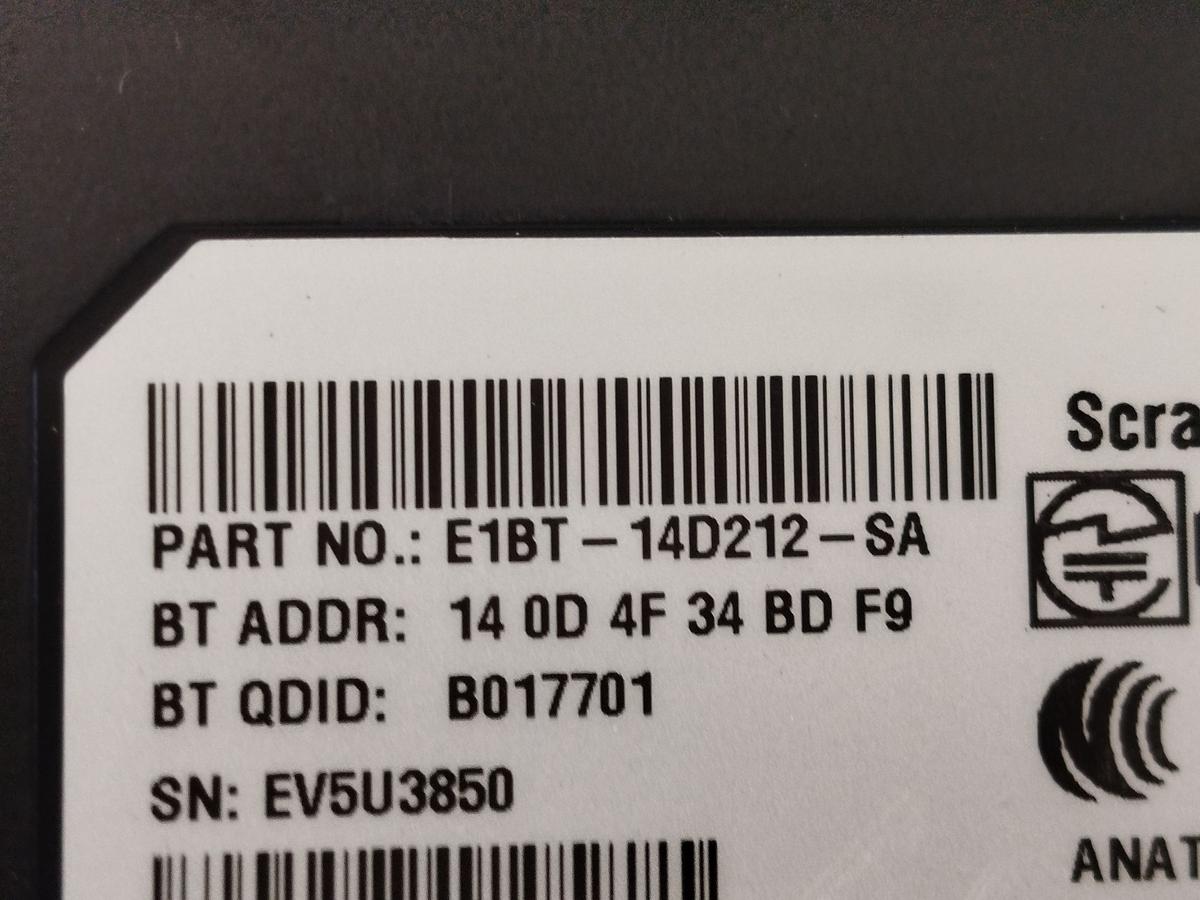 Scra
PART NO.: E1BT – 14D212 – SA
BT ADDR: 14 0D 4F 34 BD F9
BT QDID: B017701
SN: EV5U3850
ANAT